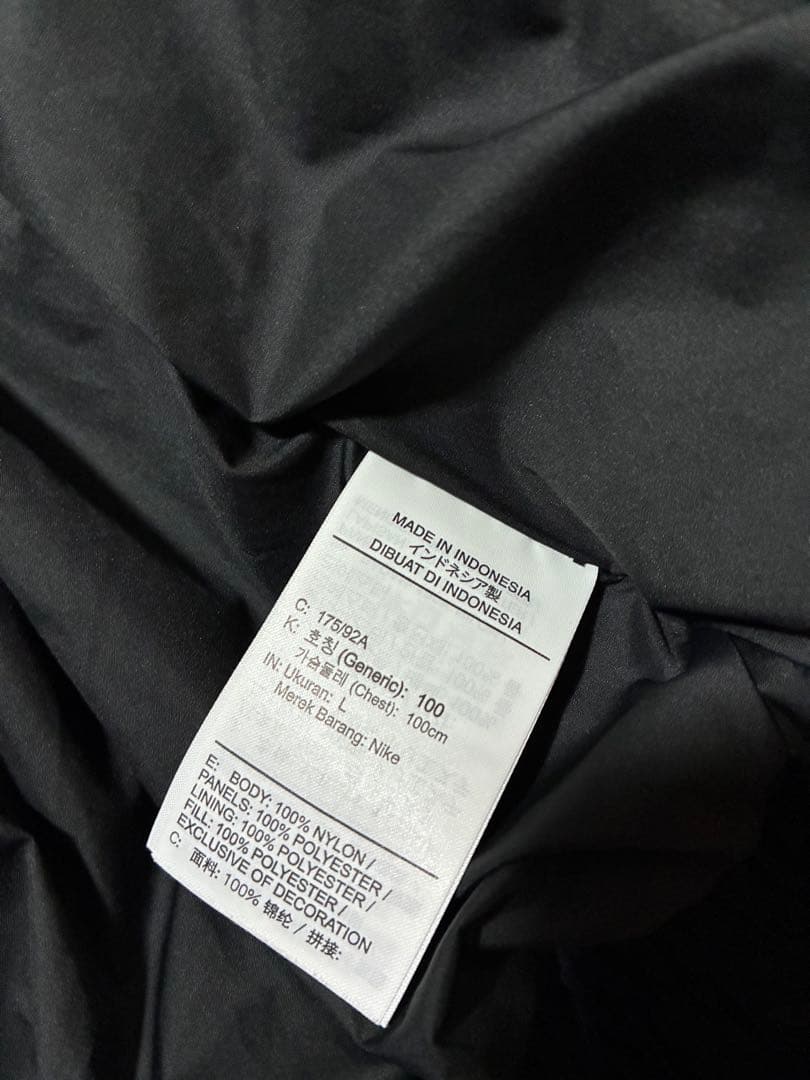 MADE IN INDONESIA
インドネシア製
DIBUAT DI INDONESIA
C: 175/92A
K: 호칭 (Generic): 100
가슴둘레 (Chest): 100cm
IN: Ukuran: L
Merek Barang: Nike
E: BODY: 100% NYLON /
PANELS: 100% POLYESTER /
LINING: 100% POLYESTER /
FILL: 100% POLYESTER /
EXCLUSIVE OF DECORATION
C: 面料: 100% 锦纶 / 拼接: